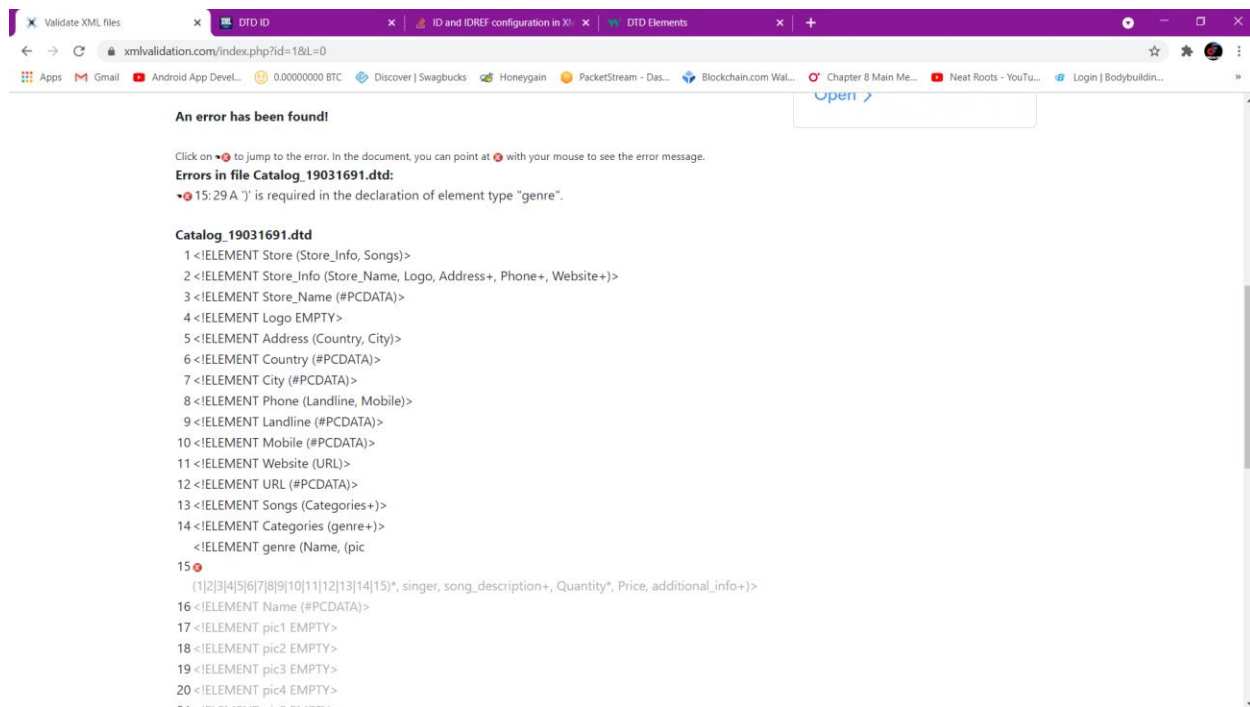 Validate XML files
DTD ID
ID and IDREF configuration in XM
DTD Elements
xmlvalidation.com/index.php?id=1&L=0
Apps
Gmail
Android App Devel...
0.00000000 BTC
Discover | Swagbucks
Honeygain
PacketStream - Das...
Blockchain.com Wal...
Chapter 8 Main Me...
Neat Roots - YouTu...
Login | Bodybuildin...
Open >
An error has been found!
Click on to jump to the error. In the document, you can point at with your mouse to see the error message.
Errors in file Catalog_19031691.dtd:
15: 29 A ')' is required in the declaration of element type "genre".
Catalog_19031691.dtd
1 <!ELEMENT Store (Store_Info, Songs)>
2 <!ELEMENT Store_Info (Store_Name, Logo, Address+, Phone+, Website+)>
3 <!ELEMENT Store_Name (#PCDATA)>
4 <!ELEMENT Logo EMPTY>
5 <!ELEMENT Address (Country, City)>
6 <!ELEMENT Country (#PCDATA)>
7 <!ELEMENT City (#PCDATA)>
8 <!ELEMENT Phone (Landline, Mobile)>
9 <!ELEMENT Landline (#PCDATA)>
10 <!ELEMENT Mobile (#PCDATA)>
11 <!ELEMENT Website (URL)>
12 <!ELEMENT URL (#PCDATA)>
13 <!ELEMENT Songs (Categories+)>
14 <!ELEMENT Categories (genre+)>
<!ELEMENT genre (Name, (pic
15
(1|2|3|4|5|6|7|8|9|10|11|12|13|14|15)*, singer, song_description+, Quantity*, Price, additional_info+)>
16 <!ELEMENT Name (#PCDATA)>
17 <!ELEMENT pic1 EMPTY>
18 <!ELEMENT pic2 EMPTY>
19 <!ELEMENT pic3 EMPTY>
20 <!ELEMENT pic4 EMPTY>